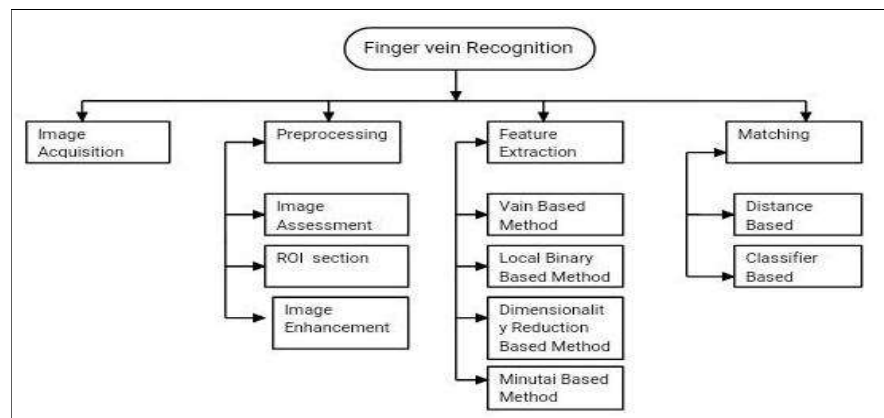 Finger vein Recognition
Image
Acquisition
Preprocessing
Image
Assessment
ROI section
Image
Enhancement
Feature
Extraction
Vain Based
Method
Local Binary
Based Method
Dimensionalit
y Reduction
Based Method
Minutai Based
Method
Matching
Distance
Based
Classifier
Based